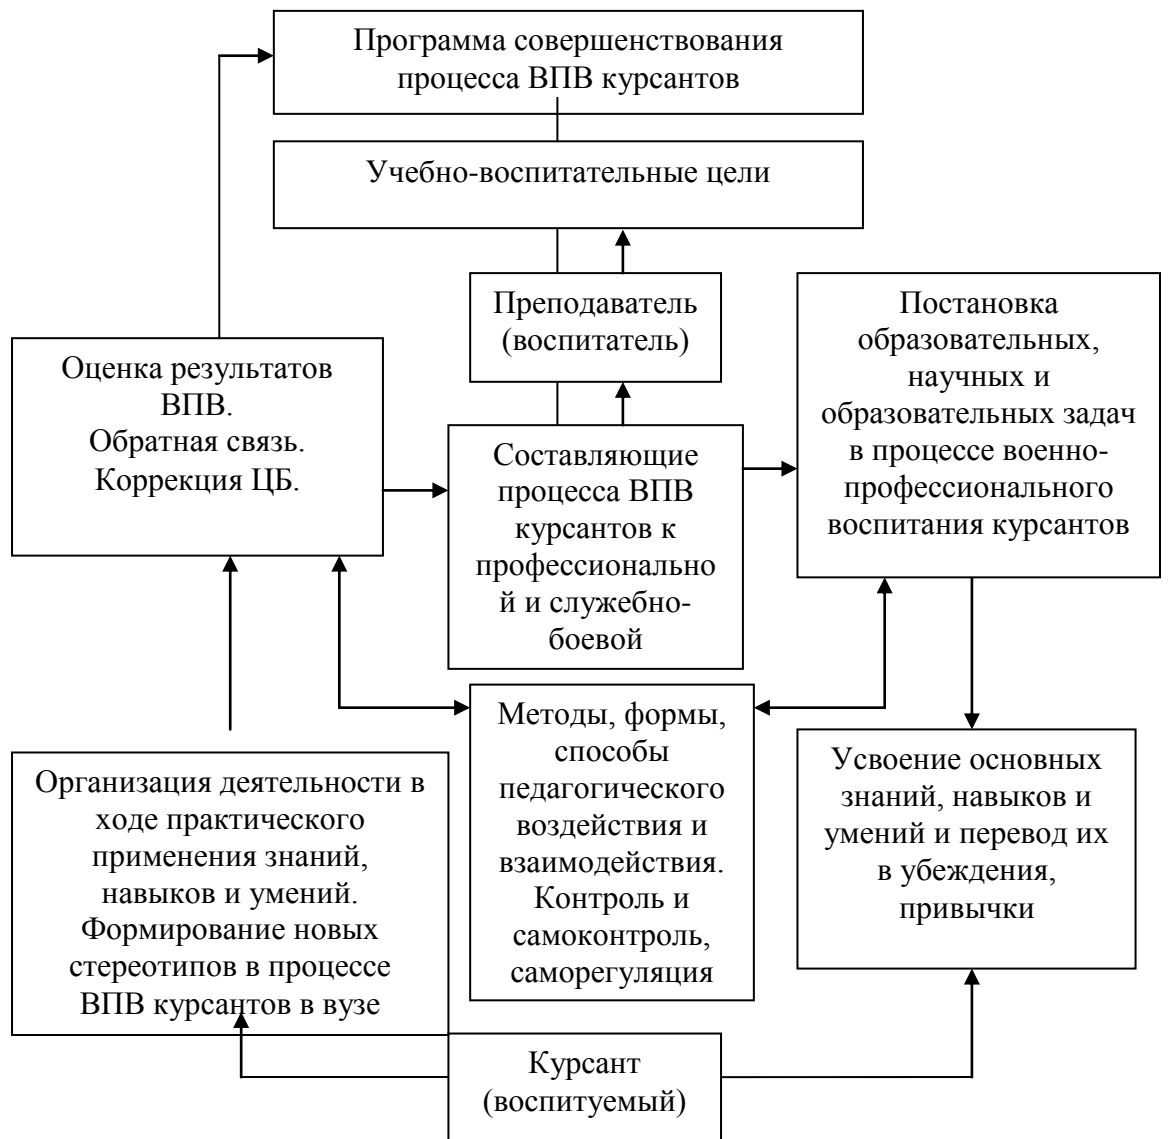 Программа совершенствования
процесса ВПВ курсантов
Учебно-воспитательные цели
Преподаватель
(воспитатель)
Постановка
образовательных,
научных и
образовательных задач
в процессе военно-
профессионального
воспитания курсантов
Оценка результатов
ВПВ.
Обратная связь.
Коррекция ЦБ.
Составляющие
процесса ВПВ
курсантов к
профессионально
й и служебно-
боевой
Методы, формы,
способы
педагогического
воздействия и
взаимодействия.
Контроль и
самоконтроль,
саморегуляция
Организация деятельности в
ходе практического
применения знаний,
навыков и умений.
Формирование новых
стереотипов в процессе
ВПВ курсантов в вузе
Усвоение основных
знаний, навыков и
умений и перевод их
в убеждения,
привычки
Курсант
(воспитуемый)